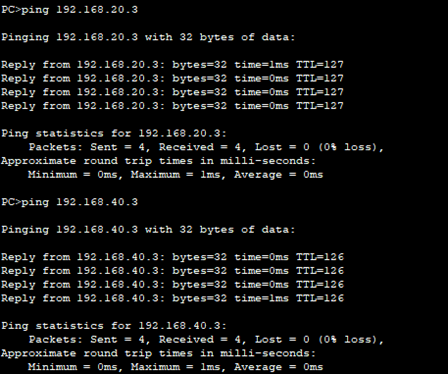 PC>ping 192.168.20.3
Pinging 192.168.20.3 with 32 bytes of data:
Reply from 192.168.20.3: bytes=32 time=1ms TTL=127
Reply from 192.168.20.3: bytes=32 time=0ms TTL=127
Reply from 192.168.20.3: bytes=32 time=0ms TTL=127
Reply from 192.168.20.3: bytes=32 time=0ms TTL=127
Ping statistics for 192.168.20.3:
Packets: Sent = 4, Received = 4, Lost = 0 (0% loss),
Approximate round trip times in milli-seconds:
Minimum = 0ms, Maximum = 1ms, Average = 0ms
PC>ping 192.168.40.3
Pinging 192.168.40.3 with 32 bytes of data:
Reply from 192.168.40.3: bytes=32 time=0ms TTL=126
Reply from 192.168.40.3: bytes=32 time=0ms TTL=126
Reply from 192.168.40.3: bytes=32 time=0ms TTL=126
Reply from 192.168.40.3: bytes=32 time=1ms TTL=126
Ping statistics for 192.168.40.3:
Packets: Sent = 4, Received = 4, Lost = 0 (0% loss),
Approximate round trip times in milli-seconds:
Minimum = 0ms, Maximum = 1ms, Average = 0ms